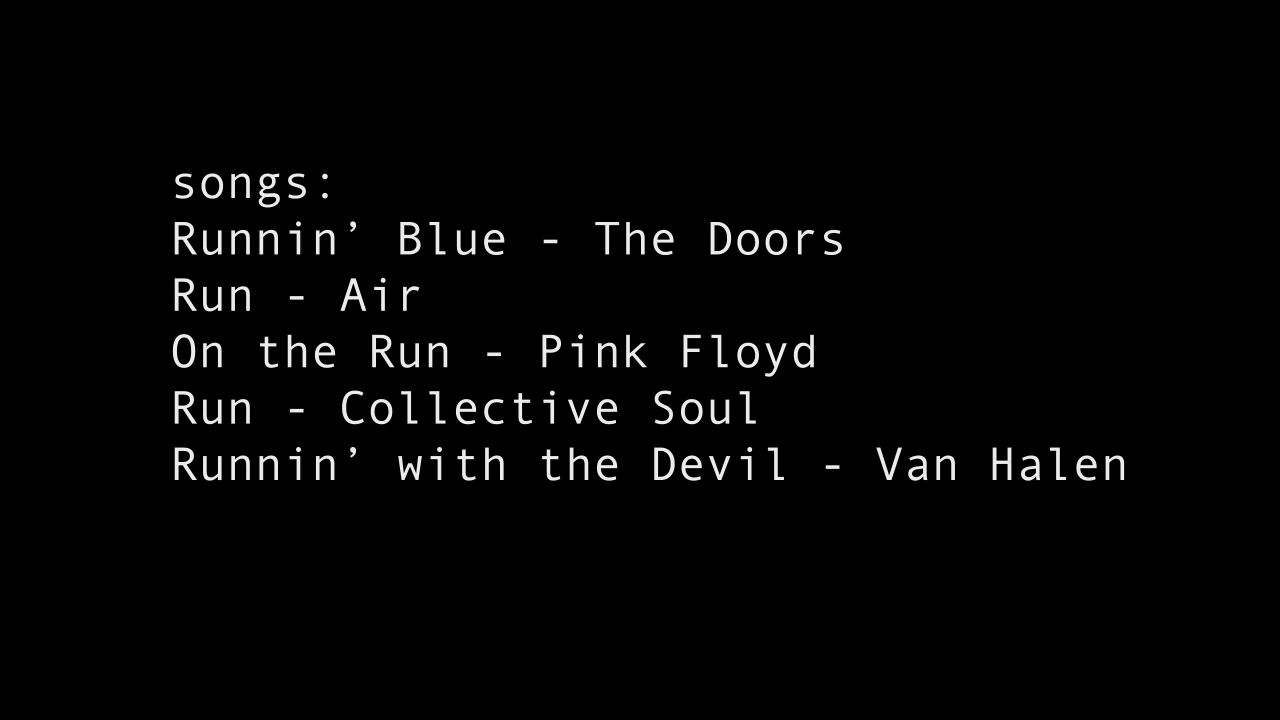 songs:
Runnin’ Blue - The Doors
Run - Air
On the Run - Pink Floyd
Run - Collective Soul
Runnin’ with the Devil - Van Halen